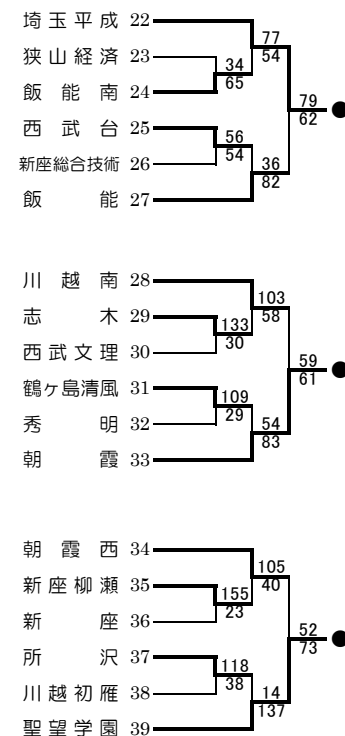 埼玉平成 22
77
54
狭山経済 23
34
65
飯能南 24
79
62
西武台 25
56
54
新座総合技術 26
36
82
飯能 27
川越南 28
103
58
志木 29
133
30
西武文理 30
59
61
鶴ヶ島清風 31
109
29
秀明 32
54
83
朝霞 33
朝霞西 34
105
40
新座柳瀬 35
155
23
新座 36
52
73
所沢 37
118
38
川越初雁 38
14
137
聖望学園 39